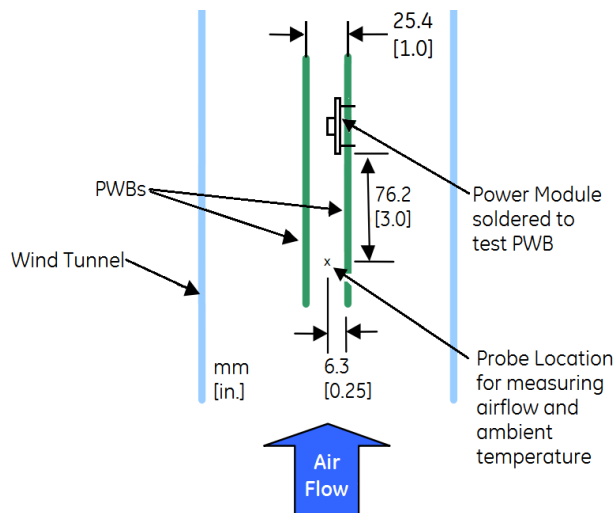 25.4
[1.0]
PWBs
76.2
[3.0]
Power Module
soldered to
test PWB
Wind Tunnel
x
mm
[in.]
6.3
[0.25]
Probe Location
for measuring
airflow and
ambient
temperature
Air
Flow